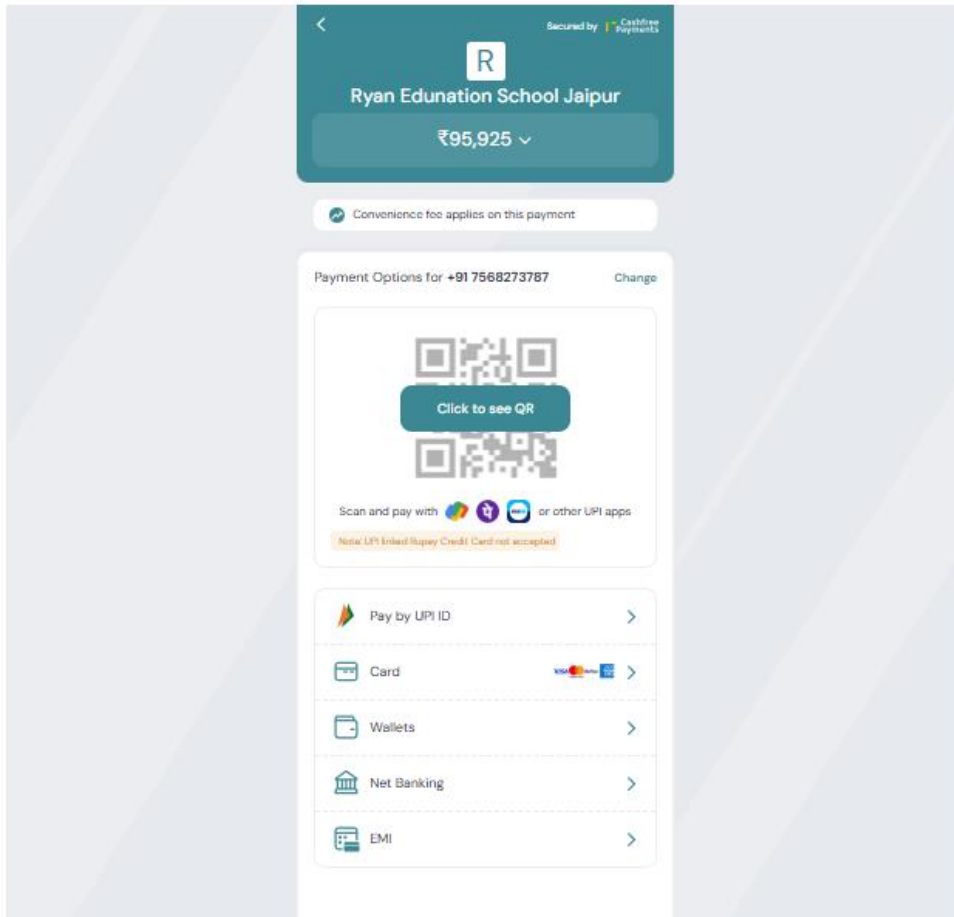 Secured by Cashfree Payments
R
Ryan Edunation School Jaipur
₹95,925
Convenience fee applies on this payment
Payment Options for +91 7568273787 Change
Click to see QR
Scan and pay with पे or other UPI apps
Note: UPI linked Rupay Credit Card not accepted
Pay by UPI ID
Card VISA
Wallets
Net Banking
EMI